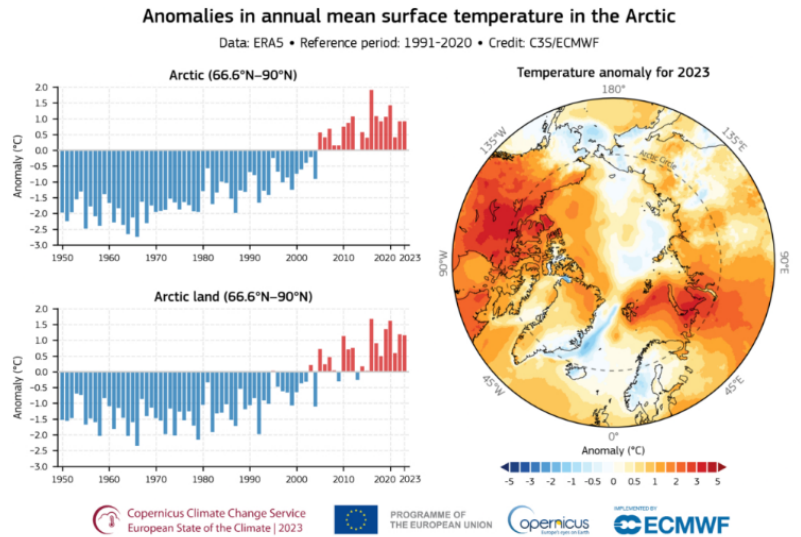 Anomalies in annual mean surface temperature in the Arctic
Data: ERA5 • Reference period: 1991-2020 • Credit: C3S/ECMWF
Arctic (66.6°N–90°N)
Anomaly (°C)
2.0
1.5
1.0
0.5
0.0
-0.5
-1.0
-1.5
-2.0
-2.5
-3.0
1950 1960 1970 1980 1990 2000 2010 2020 2023
Arctic land (66.6°N–90°N)
Anomaly (°C)
2.0
1.5
1.0
0.5
0.0
-0.5
-1.0
-1.5
-2.0
-2.5
-3.0
1950 1960 1970 1980 1990 2000 2010 2020 2023
Temperature anomaly for 2023
180°
135°W
135°E
Arctic Circle
90°W
90°E
45°W
45°E
0°
Anomaly (°C)
-5 -3 -2 -1 -0.5 0 0.5 1 2 3 5
Copernicus Climate Change Service
European State of the Climate | 2023
PROGRAMME OF
THE EUROPEAN UNION
opernicus
Europe's eyes on Earth
IMPLEMENTED BY
ECMWF